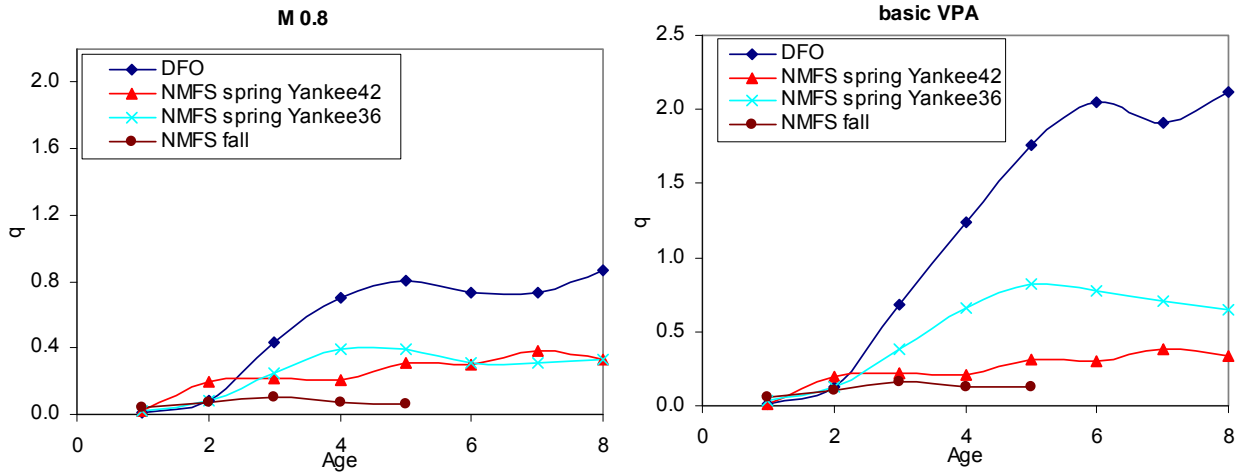 M 0.8
2.0
1.6
1.2
0.8
0.4
0.0
q
0 2 4 6 8
Age
DFO
NMFS spring Yankee42
NMFS spring Yankee36
NMFS fall
basic VPA
2.5
2.0
1.5
1.0
0.5
0.0
q
0 2 4 6 8
Age
DFO
NMFS spring Yankee42
NMFS spring Yankee36
NMFS fall